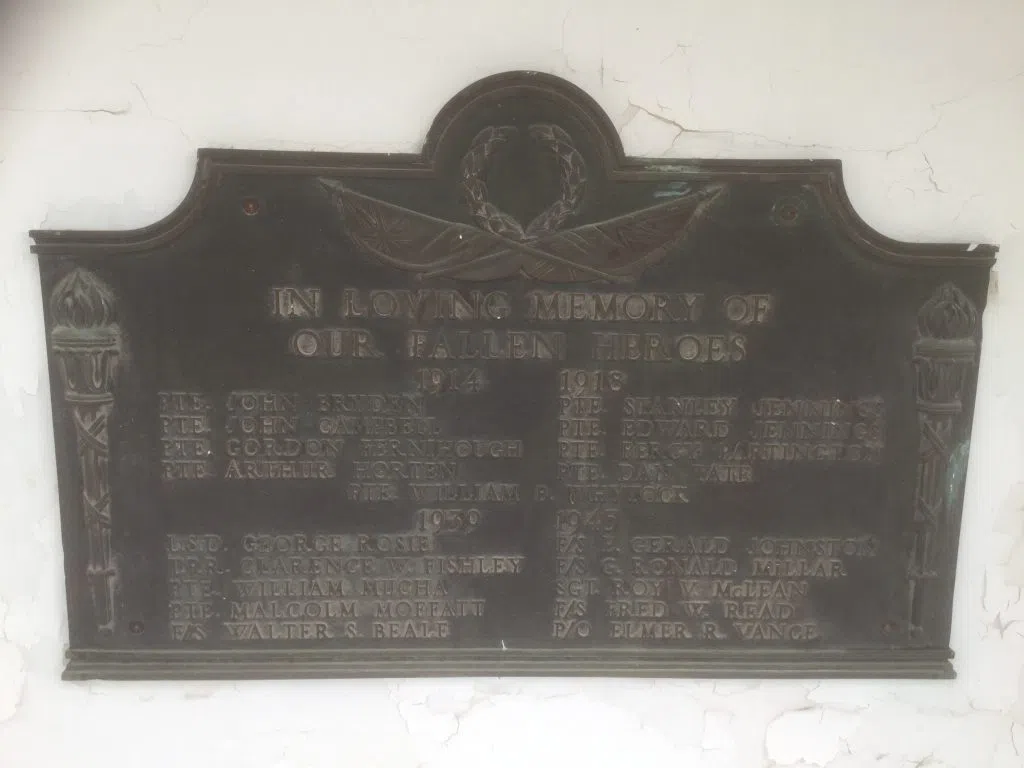 IN LOVING MEMORY OF
OUR FALLEN HEROES
1914 1918
PTE. JOHN BRYDEN PTE. STANLEY JENNINGS
PTE. JOHN CAMPBELL PTE. EDWARD JENNINGS
PTE. GORDON FERNIHOUGH PTE. PERCY PARTINGTON
PTE. ARTHUR HORTEN PTE. DAN TAIT
PTE. WILLIAM
1939 1945
GEORGE ROSIE F/S GERALD JOHNSTON
CLARENCE W. FISHLEY F/S C. RONALD MILLAR
PTE. WILLIAM MUCHA SGT. ROY V. McLEAN
PTE. MALCOLM MOFFATT F/S FRED W. READ
F/S WALTER S. BEALE P/O ELMER R. VANCE